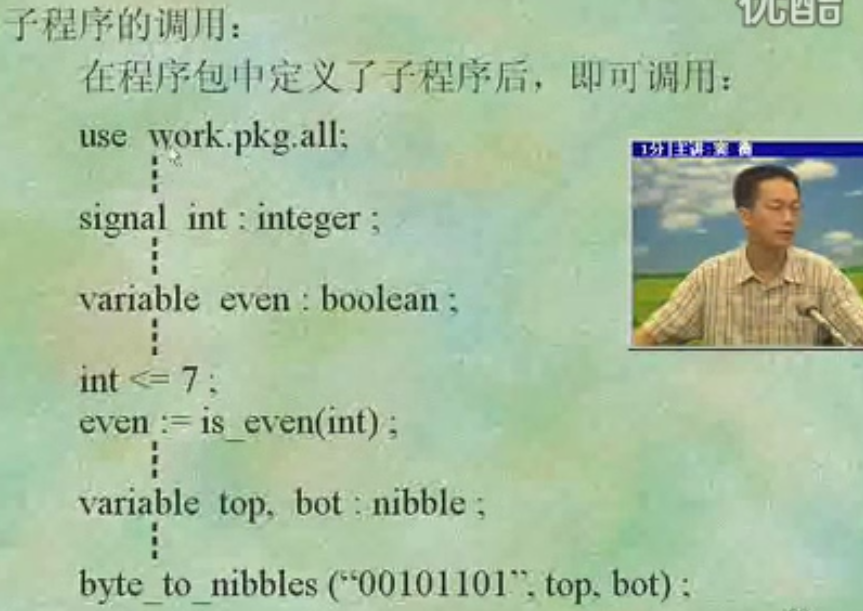 优酷
子程序的调用：
在程序包中定义了子程序后，即可调用：
use work.pkg.all;
signal int : integer ;
variable even : boolean ;
int <= 7 ;
even := is_even(int) ;
variable top, bot : nibble ;
byte_to_nibbles (“00101101”, top, bot) ;
主讲: